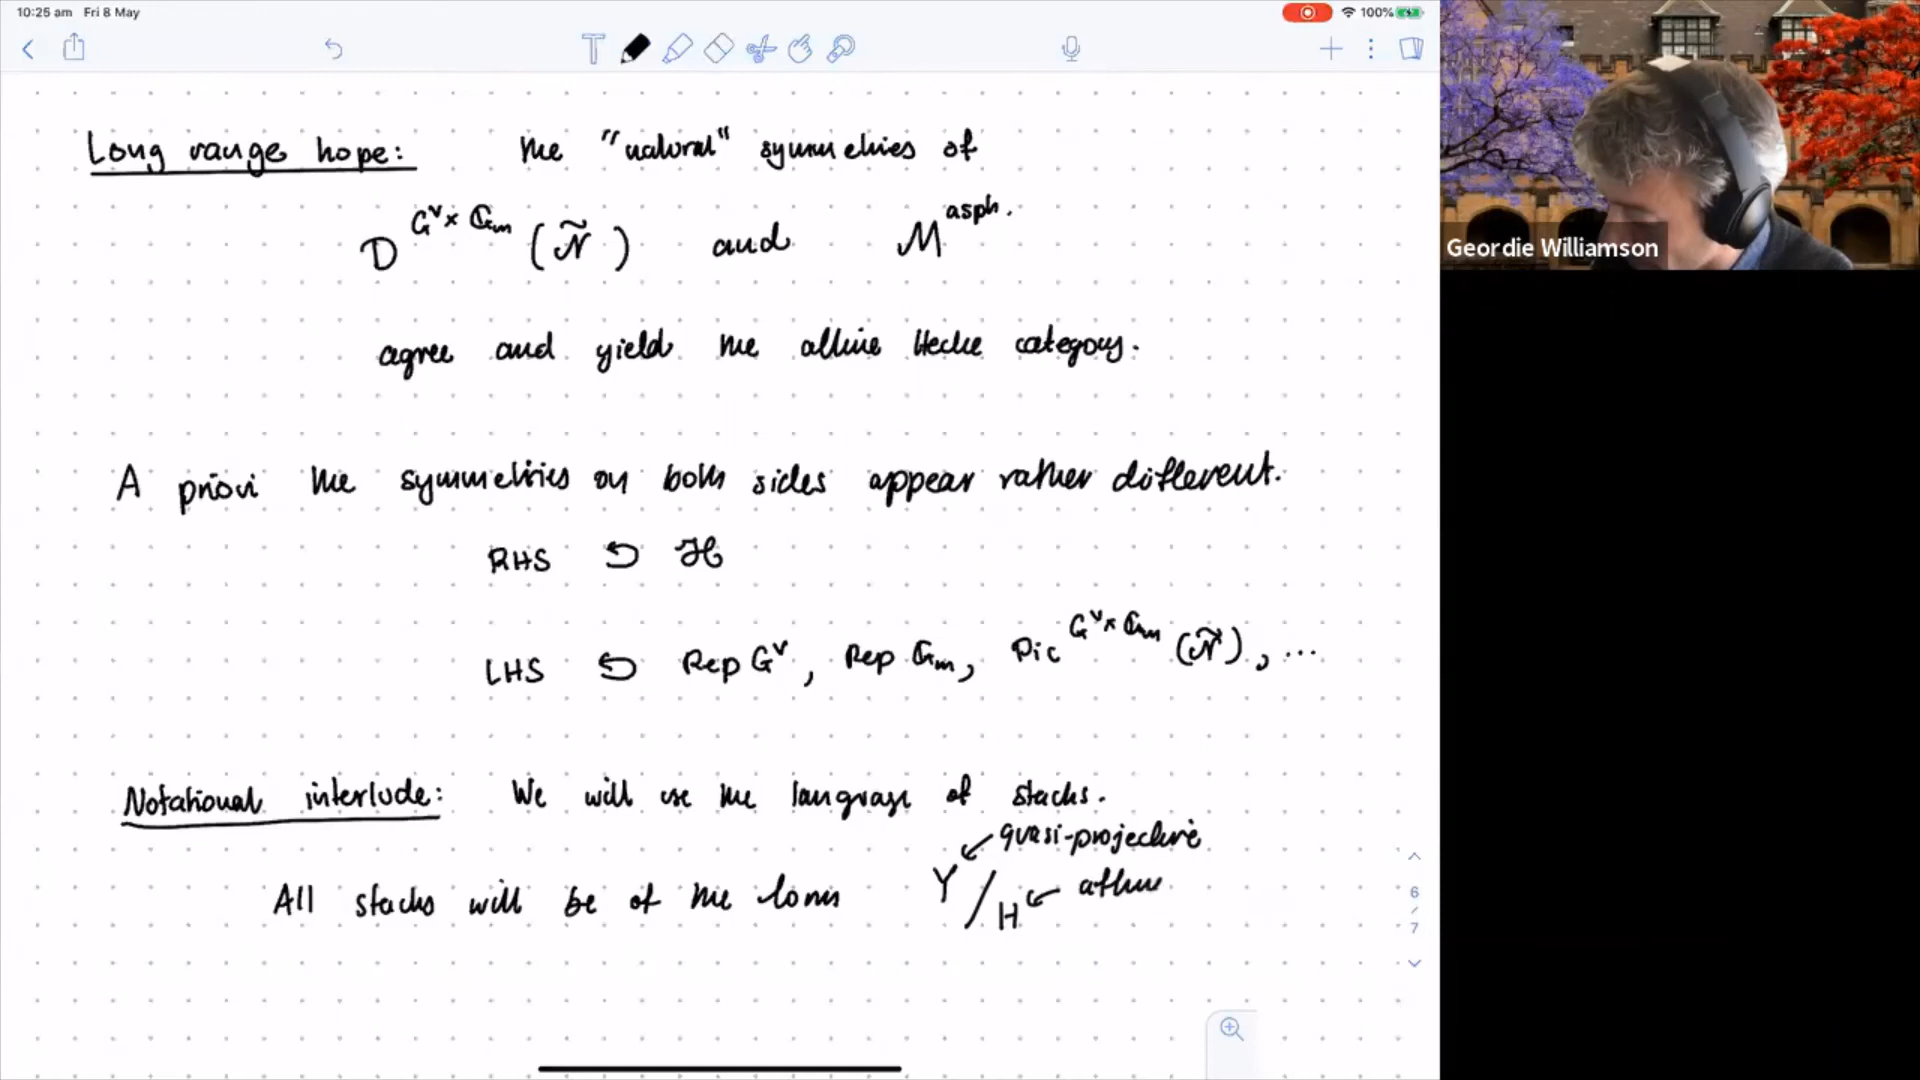 10:25 am Fri 8 May
100%
Long range hope: the "natural" symmetries of
D^{G^∨ × G_m}(Ñ) and M^{asph.}
agree and yield the affine Hecke category.
A priori the symmetries on both sides appear rather different.
RHS ↺ H
LHS ↺ Rep G^∨, Rep G_m, Pic^{G^∨ × G_m}(Ñ), ...
Notational interlude: We will use the language of stacks.
All stacks will be of the form Y/H
← quasi-projective
← affine
6
/
7
Geordie Williamson